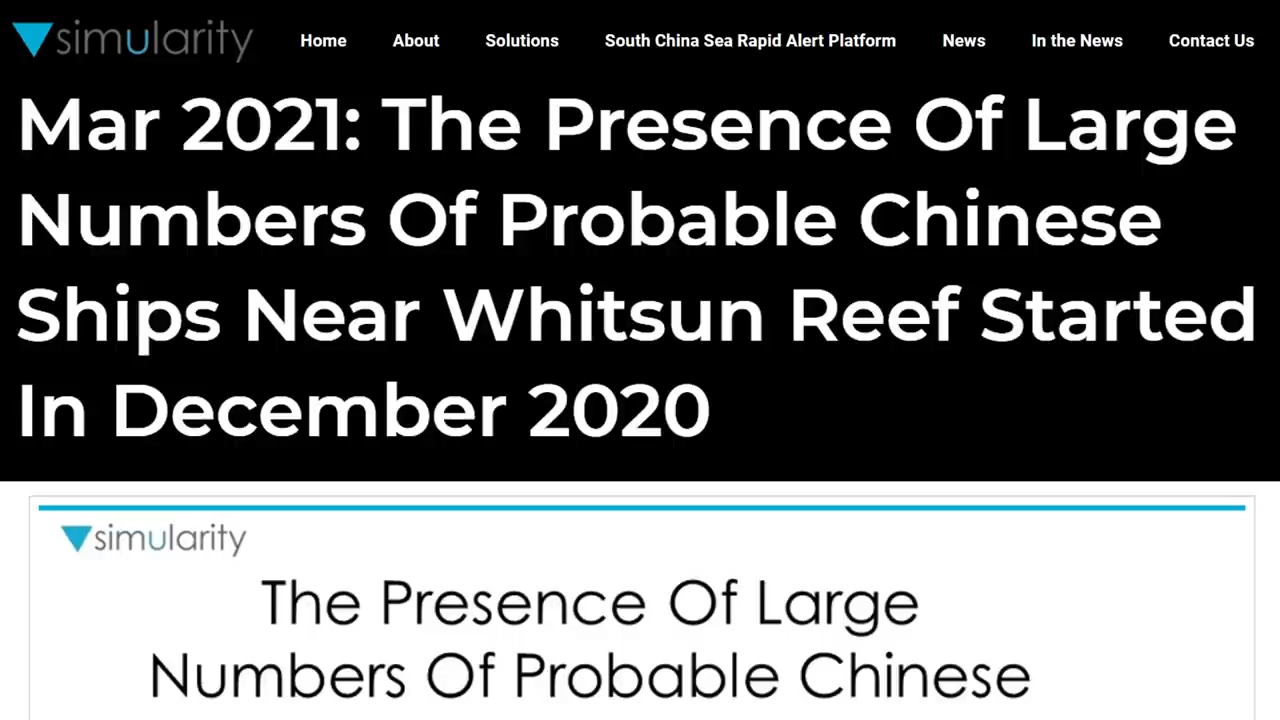 simularity
Home About Solutions South China Sea Rapid Alert Platform News In the News Contact Us
Mar 2021: The Presence Of Large
Numbers Of Probable Chinese
Ships Near Whitsun Reef Started
In December 2020
simularity
The Presence Of Large
Numbers Of Probable Chinese